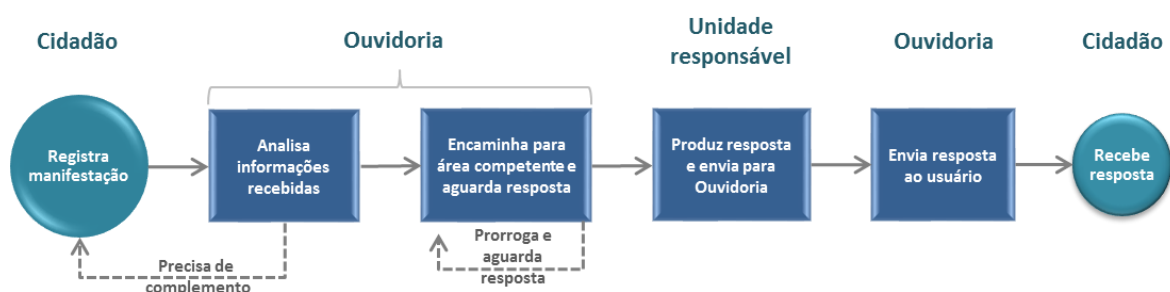 Cidadão
Ouvidoria
Unidade
responsável
Ouvidoria
Cidadão
Registra
manifestação
Analisa
informações
recebidas
Encaminha para
área competente e
aguarda resposta
Produz resposta
e envia para
Ouvidoria
Envia resposta
ao usuário
Recebe
resposta
Precisa de
complemento
Prorroga e
aguarda
resposta